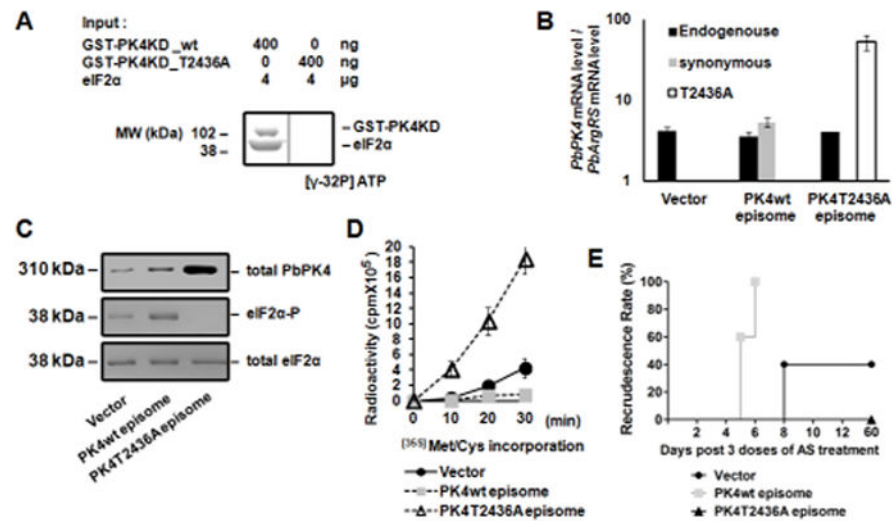 A
Input :
GST-PK4KD _wt 400 0 ng
GST-PK4KD_T2436A 0 400 ng
eIF2α 4 4 μg
MW (kDa) 102 – – GST-PK4KD
38 – – eIF2α
[γ-32P] ATP
B
PbPK4 mRNA level /
PbArgRS mRNA level
100
10
1
Endogenouse
synonymous
T2436A
Vector PK4wt episome PK4T2436A episome
C
310 kDa – – total PbPK4
38 kDa – – eIF2α-P
38 kDa – – total eIF2α
Vector
PK4wt episome
PK4T2436A episome
D
Radioactivity (cpmX10⁵)
20
18
16
14
12
10
8
6
4
2
0
0 10 20 30 (min)
[36S] Met/Cys incorporation
Vector
PK4wt episome
PK4T2436A episome
E
Recrudescence Rate (%)
100
80
60
40
20
0
2 4 6 8 10 12 60
Days post 3 doses of AS treatment
Vector
PK4wt episome
PK4T2436A episome